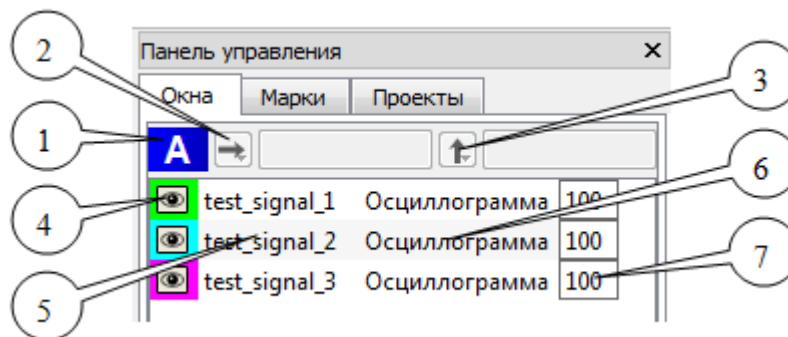 Панель управления
2
3
Окна Марки Проекты
1
A
6
4
test_signal_1 Осциллограмма 100
test_signal_2 Осциллограмма 100
7
test_signal_3 Осциллограмма 100
5